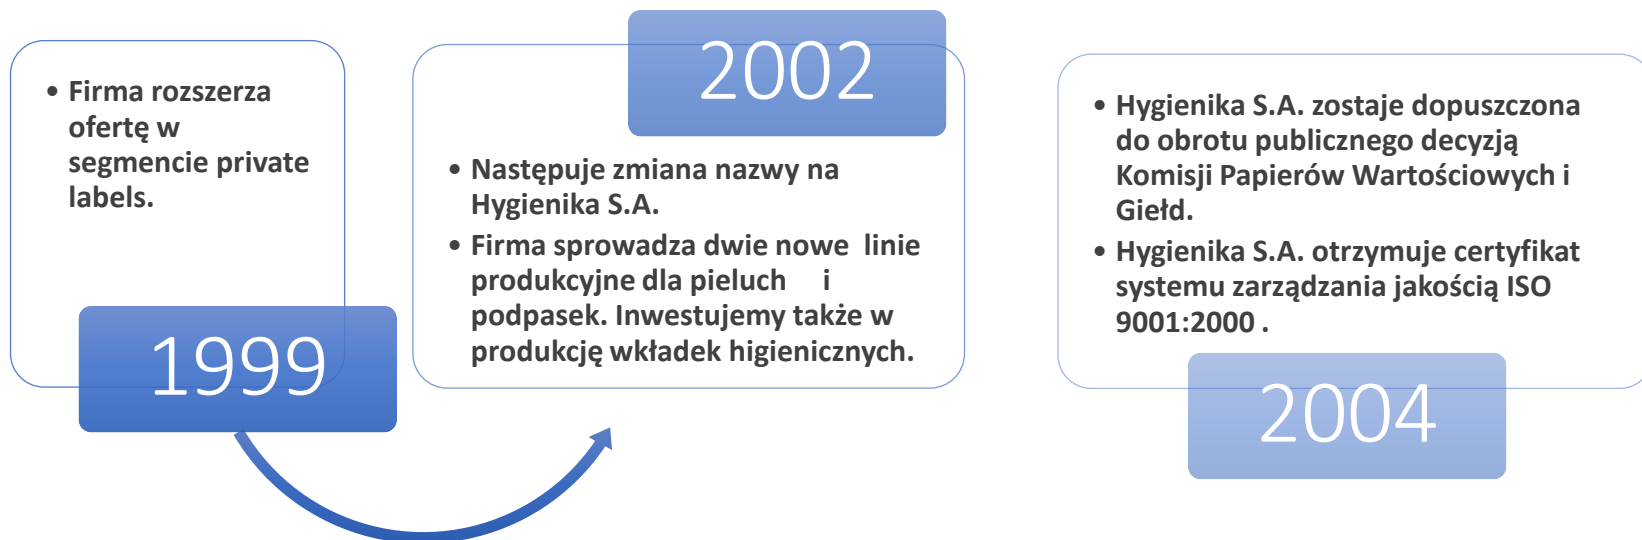 • Firma rozszerza
ofertę w
segmencie private
labels.
1999
2002
• Następuje zmiana nazwy na
Hygienika S.A.
• Firma sprowadza dwie nowe linie
produkcyjne dla pieluch i
podpasek. Inwestujemy także w
produkcję wkładek higienicznych.
• Hygienika S.A. zostaje dopuszczona
do obrotu publicznego decyzją
Komisji Papierów Wartościowych i
Giełd.
• Hygienika S.A. otrzymuje certyfikat
systemu zarządzania jakością ISO
9001:2000 .
2004